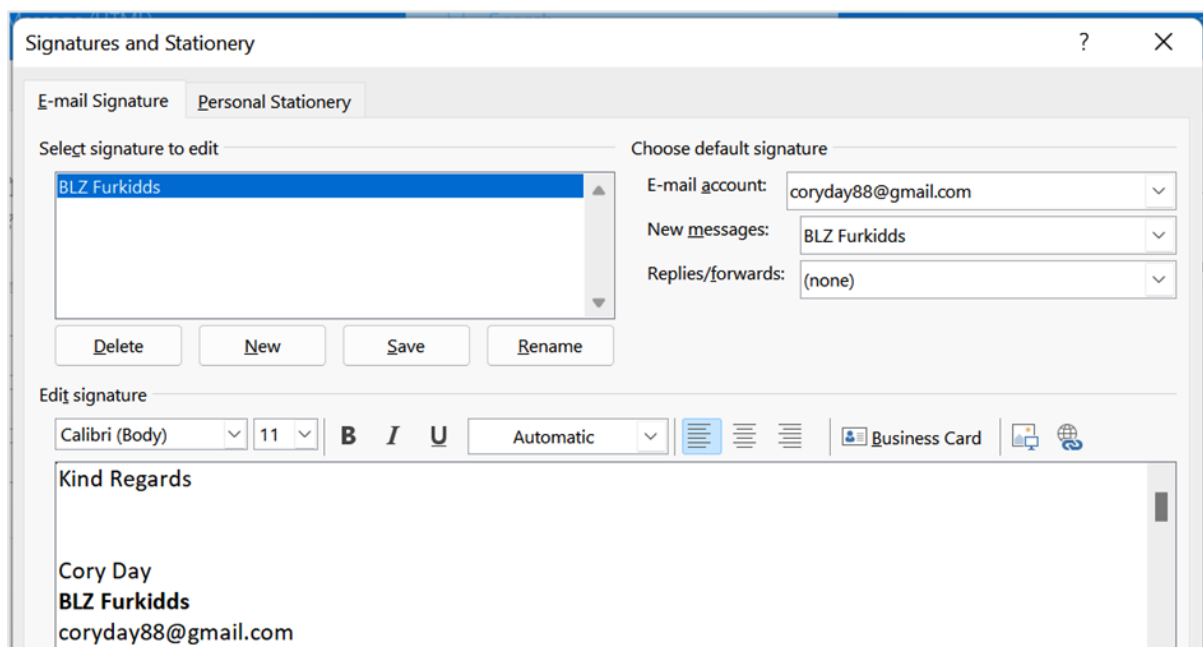 Signatures and Stationery ?
E-mail Signature Personal Stationery
Select signature to edit
Choose default signature
BLZ Furkidds
E-mail account: coryday88@gmail.com
New messages: BLZ Furkidds
Replies/forwards: (none)
Delete New Save Rename
Edit signature
Calibri (Body) 11 B I U Automatic Business Card
Kind Regards
Cory Day
BLZ Furkidds
coryday88@gmail.com